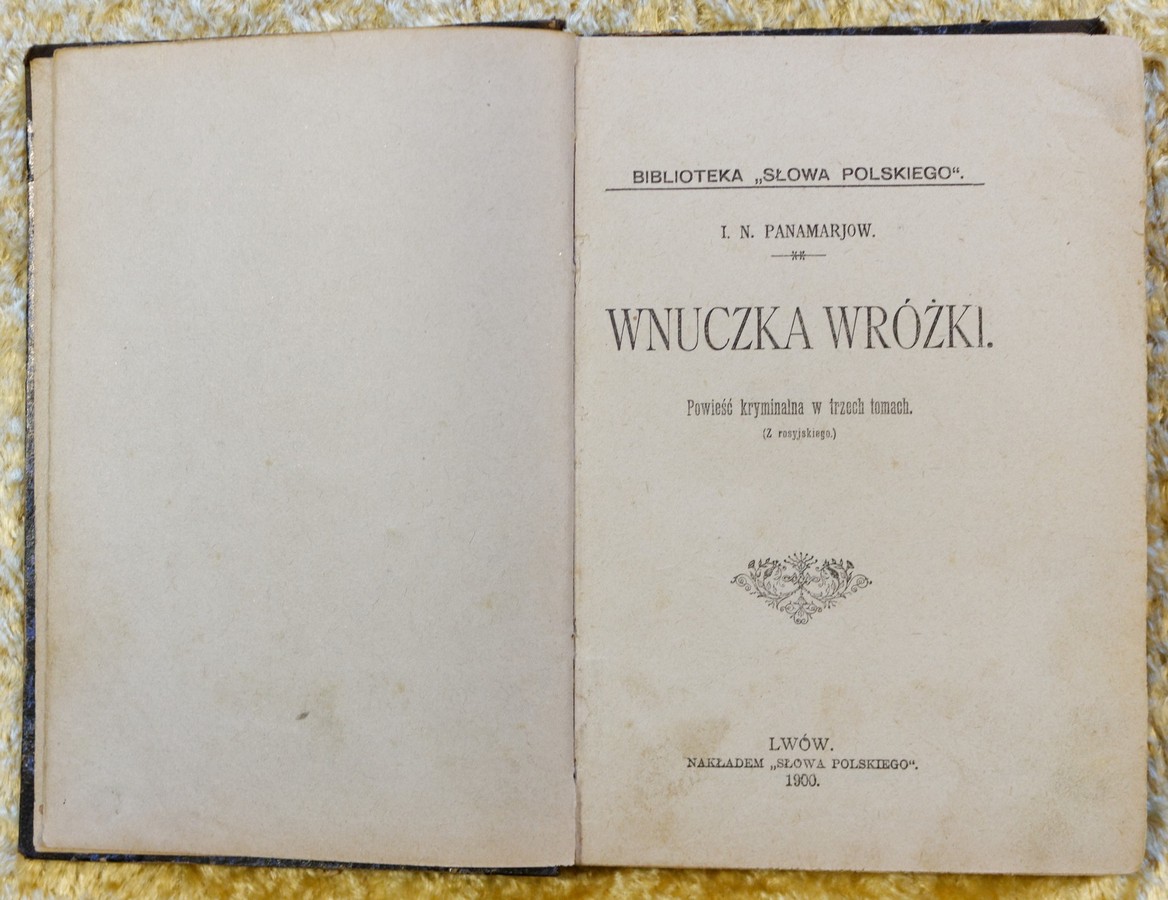 BIBLIOTEKA „SŁOWA POLSKIEGO“.
I. N. PANAMARJOW.
WNUCZKA WRÓŻKI.
Powieść kryminalna w trzech tomach.
(Z rosyjskiego.)
LWÓW.
NAKŁADEM „SŁOWA POLSKIEGO“.
1900.